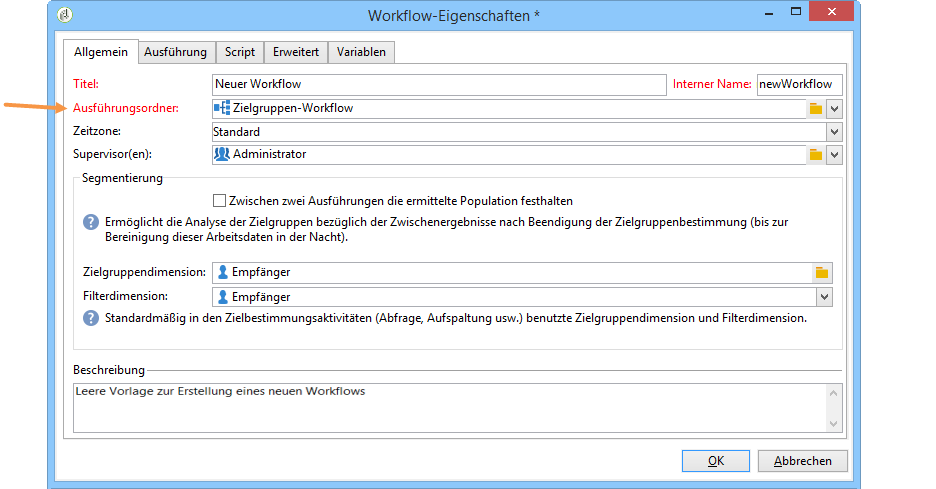 Workflow-Eigenschaften *
Allgemein Ausführung Script Erweitert Variablen
Titel: Neuer Workflow Interner Name: newWorkflow
Ausführungsordner: Zielgruppen-Workflow
Zeitzone: Standard
Supervisor(en): Administrator
Segmentierung
Zwischen zwei Ausführungen die ermittelte Population festhalten
Ermöglicht die Analyse der Zielgruppen bezüglich der Zwischenergebnisse nach Beendigung der Zielgruppenbestimmung (bis zur
Bereinigung dieser Arbeitsdaten in der Nacht).
Zielgruppendimension: Empfänger
Filterdimension: Empfänger
Standardmäßig in den Zielbestimmungsaktivitäten (Abfrage, Aufspaltung usw.) benutzte Zielgruppendimension und Filterdimension.
Beschreibung
Leere Vorlage zur Erstellung eines neuen Workflows
OK Abbrechen